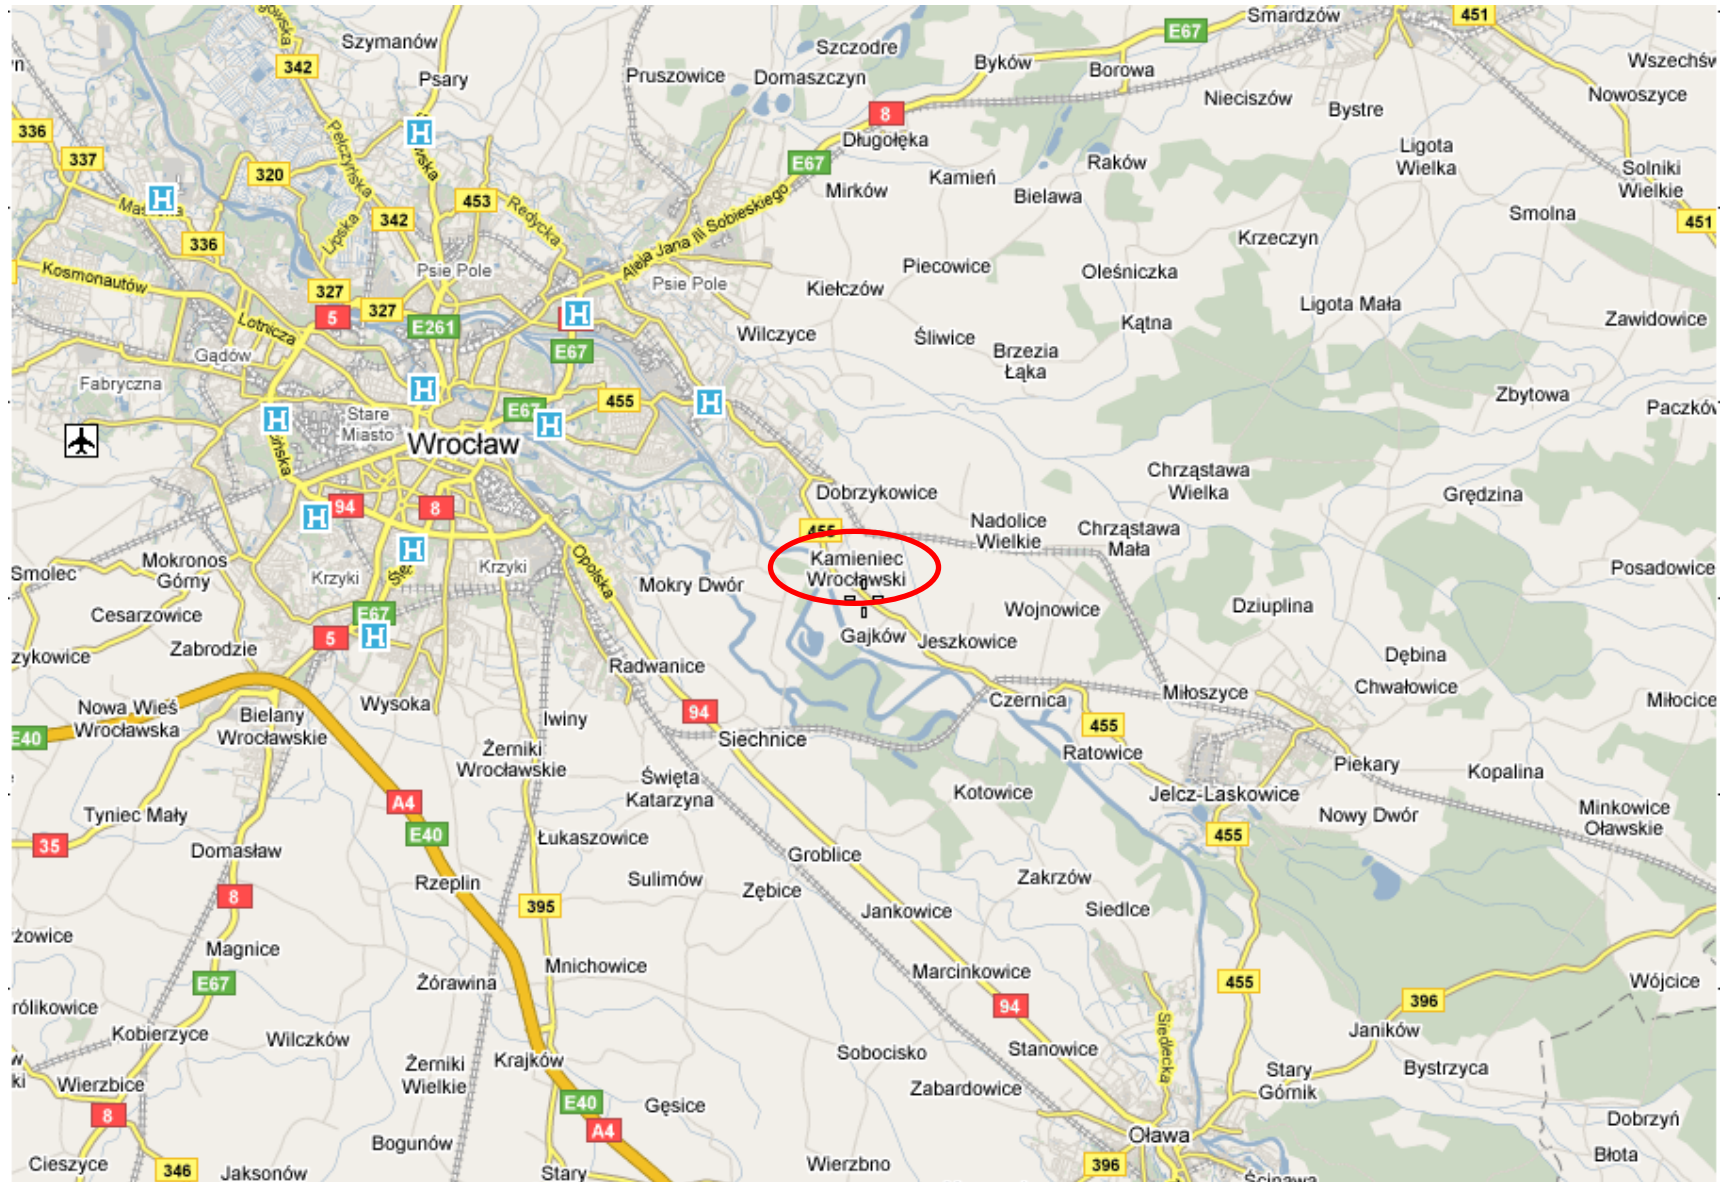 Smardzów
451
E67
Szymanów
Szczodre
342
Psary
Pruszowice
Domaszczyn
Byków
Borowa
Wszechśw
Nieciszów
Bystre
Nowoszyce
8
336
337
Długołęka
Ligota
Wielka
Pełczyńska
320
E67
Raków
Solniki
Wielkie
Mirków
Kamień
Bielawa
453
Redycka
342
Lipska
336
Aleja Jana III Sobieskiego
Smolna
451
Krzeczyn
Kosmonautów
Psie Pole
Psie Pole
Piecowice
Oleśniczka
Kiełczów
327
327
5
Ligota Mała
Lotnicza
E261
Wilczyce
Śliwice
Kątna
Zawidowice
Gądów
E67
Brzezia
Łąka
Fabryczna
Zbytowa
455
Stare
Miasto
E67
Paczków
Wrocław
Chrząstawa
Wielka
Dobrzykowice
Grędzina
94
8
455
Nadolice
Wielkie
Chrząstawa
Mała
Mokronos
Górny
Opolska
Kamieniec
Wrocławski
Smolec
Krzyki
Krzyki
Mokry Dwór
Posadowice
Cesarzowice
E67
Wojnowice
Dziuplina
5
Zabrodzie
Gajków
Jeszkowice
zykowice
Radwanice
Dębina
Chwałowice
Miłoszyce
Nowa Wieś
Wrocławska
Bielany
Wrocławskie
Wysoka
Czernica
Miłocice
Iwiny
94
455
E40
Siechnice
Ratowice
Żerniki
Wrocławskie
Piekary
Kopalina
Święta
Katarzyna
Kotowice
Jelcz-Laskowice
A4
Tyniec Mały
Nowy Dwór
Minkowice
Oławskie
E40
Łukaszowice
455
35
Domasław
Groblice
Rzeplin
Sulimów
Zębice
Zakrzów
8
395
Jankowice
Siedlce
żowice
Magnice
Mnichowice
Marcinkowice
E67
Żórawina
455
Wójcice
94
396
rólikowice
Kobierzyce
Wilczków
Siedlecka
Janików
Sobocisko
Stanowice
Żerniki
Wielkie
Krajków
Wierzbice
Zabardowice
Stary
Górnik
Bystrzyca
8
E40
Gęsice
Dobrzyń
A4
Bogunów
Oława
Błota
Cieszyce
346
Jaksonów
Stary
Wierzbno
396
Ścinawa